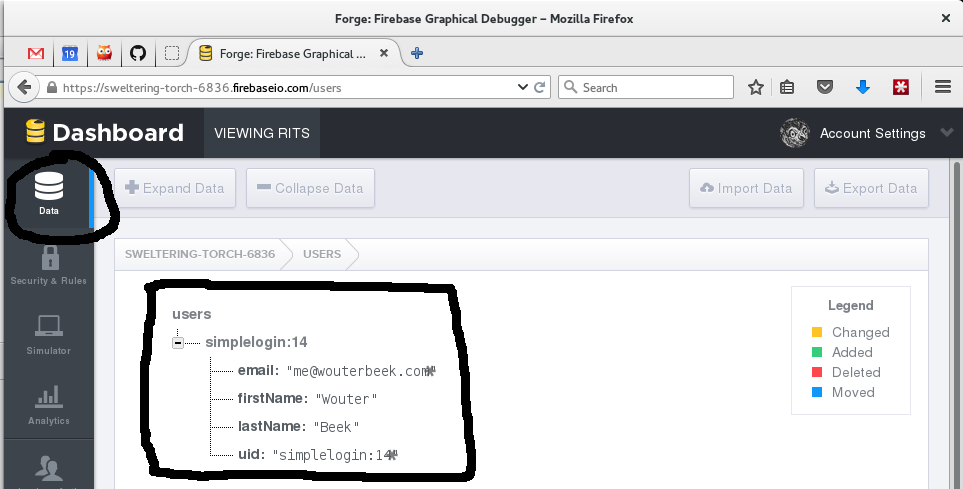 Forge: Firebase Graphical Debugger – Mozilla Firefox
19 Forge: Firebase Graphical ...
https://sweltering-torch-6836.firebaseio.com/users Search
Dashboard VIEWING RITS Account Settings
Data
Expand Data Collapse Data Import Data Export Data
SWELTERING-TORCH-6836 USERS
Security & Rules
Simulator
Analytics
users
simplelogin:14
email: "me@wouterbeek.com"
firstName: "Wouter"
lastName: "Beek"
uid: "simplelogin:14"
Legend
Changed
Added
Deleted
Moved